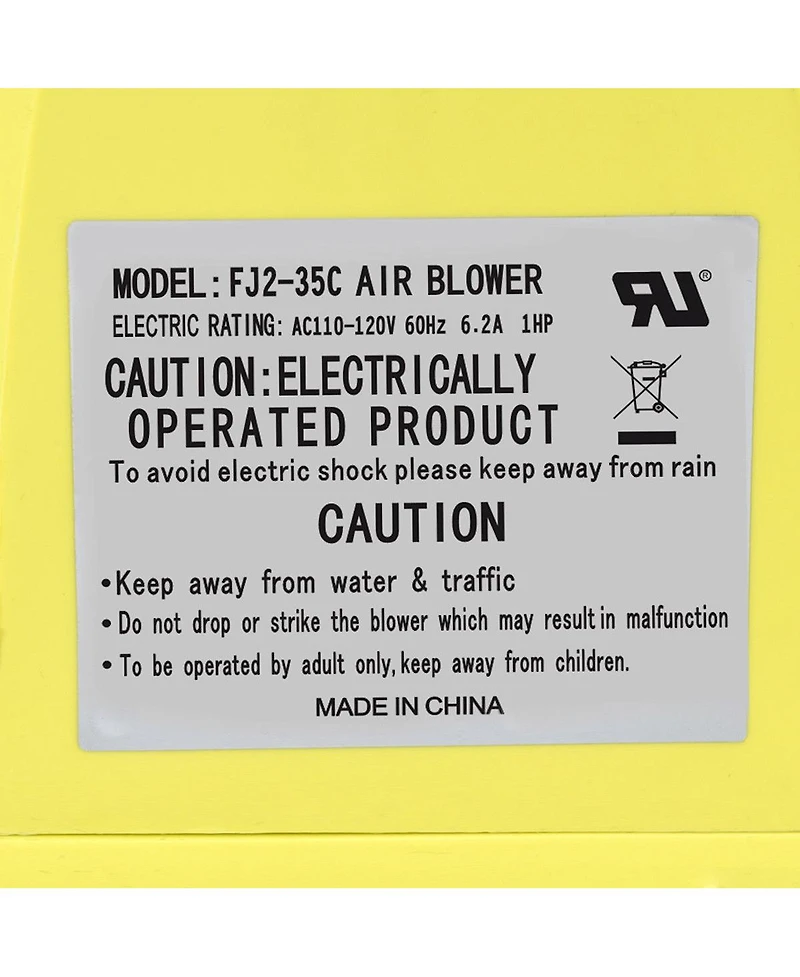 MODEL: FJ2-35C AIR BLOWER
ELECTRIC RATING: AC110-120V 60Hz 6.2A 1HP
CAUTION:ELECTRICALLY
OPERATED PRODUCT
To avoid electric shock please keep away from rain
CAUTION
•Keep away from water & traffic
•Do not drop or strike the blower which may result in malfunction
•To be operated by adult only, keep away from children.
MADE IN CHINA